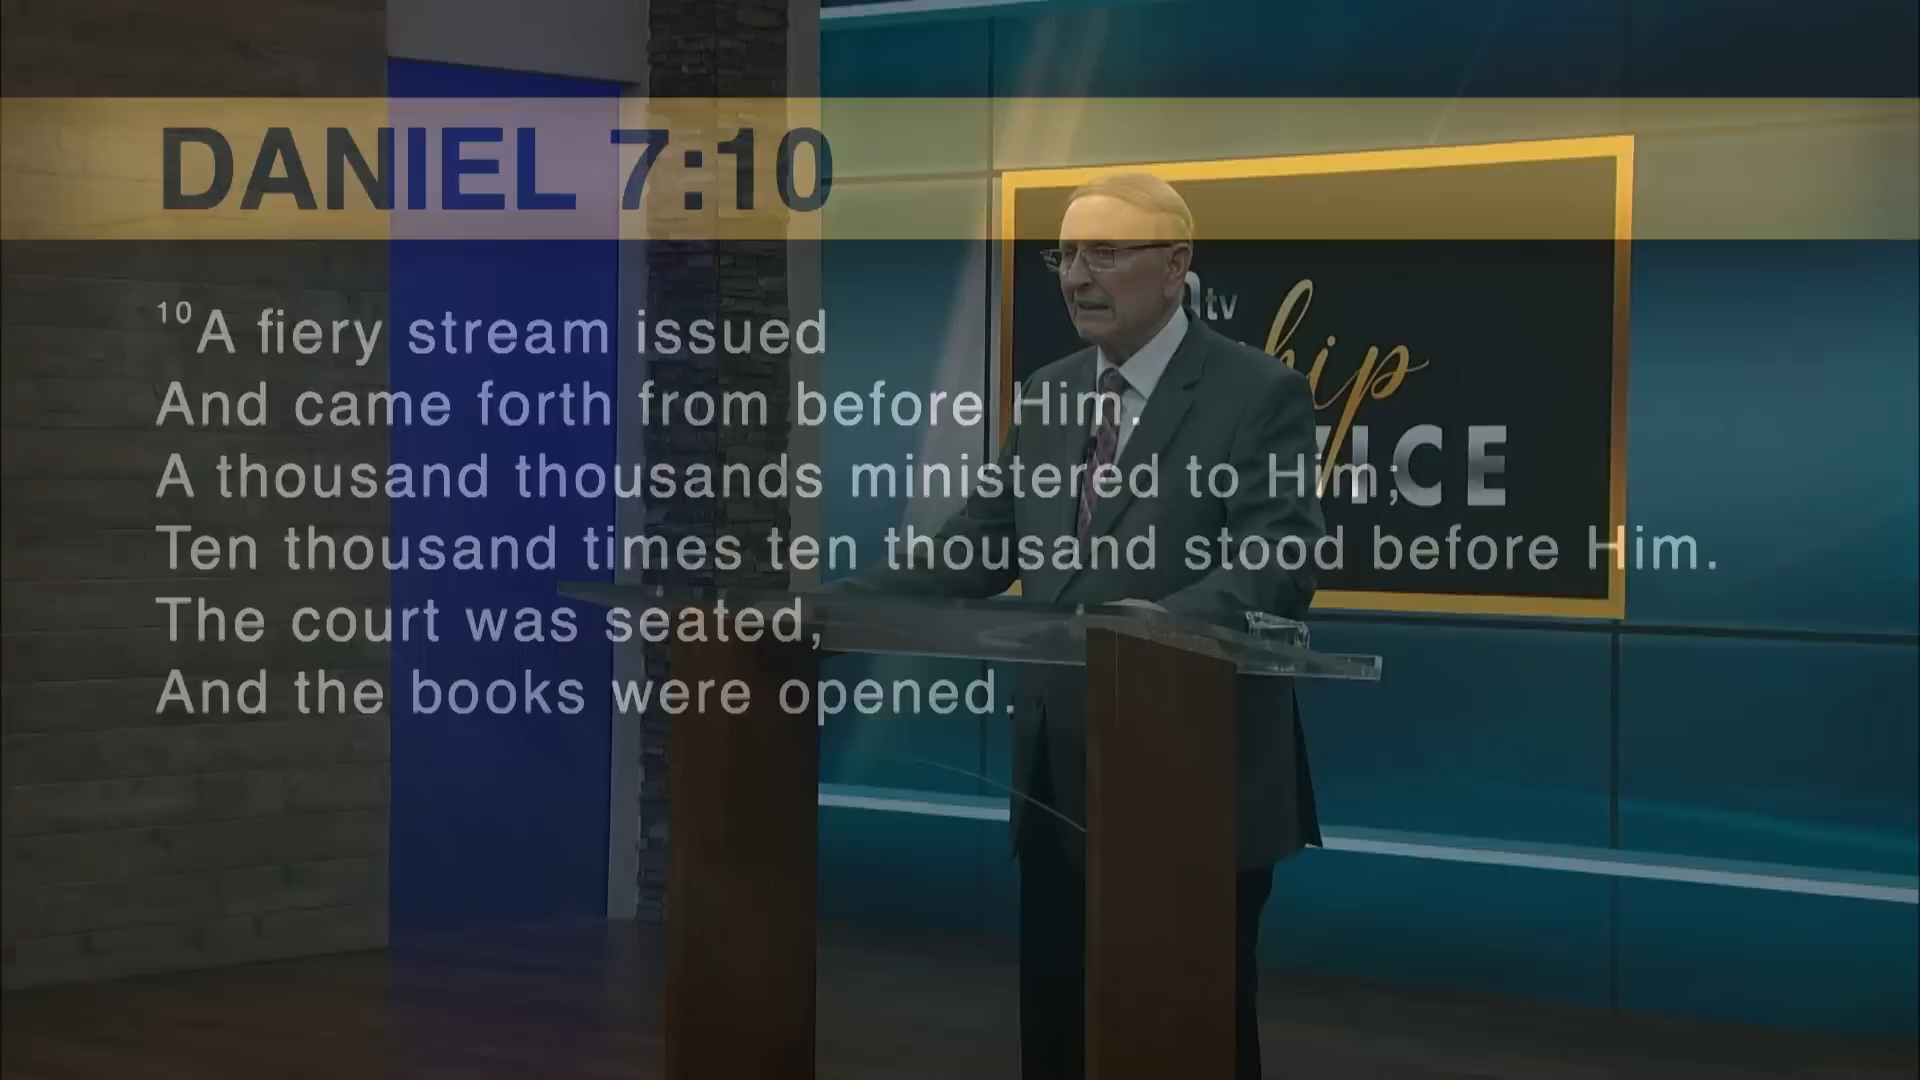 DANIEL 7:10
10A fiery stream issued
And came forth from before Him.
A thousand thousands ministered to Him;
Ten thousand times ten thousand stood before Him.
The court was seated,
And the books were opened.
tv